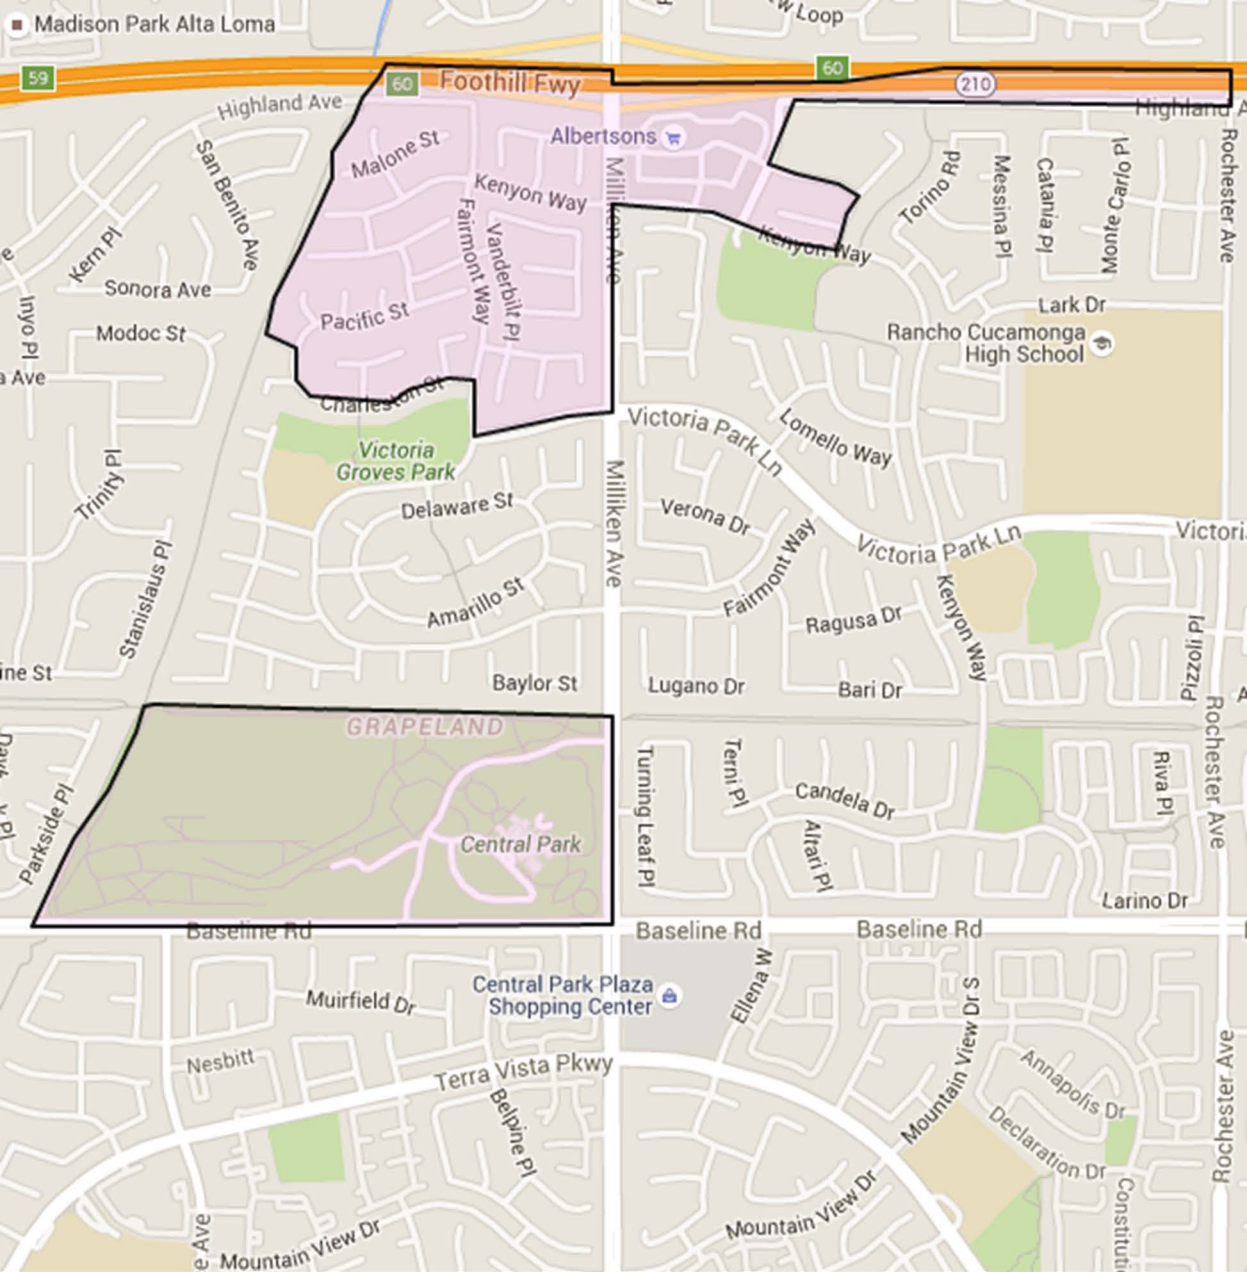 w Loop
Madison Park Alta Loma
59
60
Foothill Fwy
60
210
Highland Ave
Highland A
Malone St
Albertsons
San Benito Ave
Kenyon Way
Milliken Ave
Kern Pl
Fairmont Way
Vanderbilt Pl
Torino Rd
Messina Pl
Catania Pl
Monte Carlo Pl
Rochester Ave
Kenyon Way
Sonora Ave
Inyo Pl
Modoc St
Pacific St
Lark Dr
Rancho Cucamonga
High School
a Ave
Charleston St
Victoria Park Ln
Lomello Way
Victoria
Groves Park
Trinity Pl
Delaware St
Milliken Ave
Verona Dr
Victoria Park Ln
Victori
Stanislaus Pl
Amarillo St
Fairmont Way
Ragusa Dr
Kenyon Way
Pizzoli Pl
ine St
Baylor St
Lugano Dr
Bari Dr
GRAPELAND
Rochester Ave
Parkside Pl
Turning Leaf Pl
Terni Pl
Candela Dr
Riva Pl
Central Park
Altari Pl
Larino Dr
Baseline Rd
Baseline Rd
Baseline Rd
Central Park Plaza
Shopping Center
Ellena W
Muirfield Dr
Mountain View Dr S
Nesbitt
Terra Vista Pkwy
Annapolis Dr
Belpine Pl
Declaration Dr
Rochester Ave
Mountain View Dr
Mountain View Dr
e Ave
Constituti